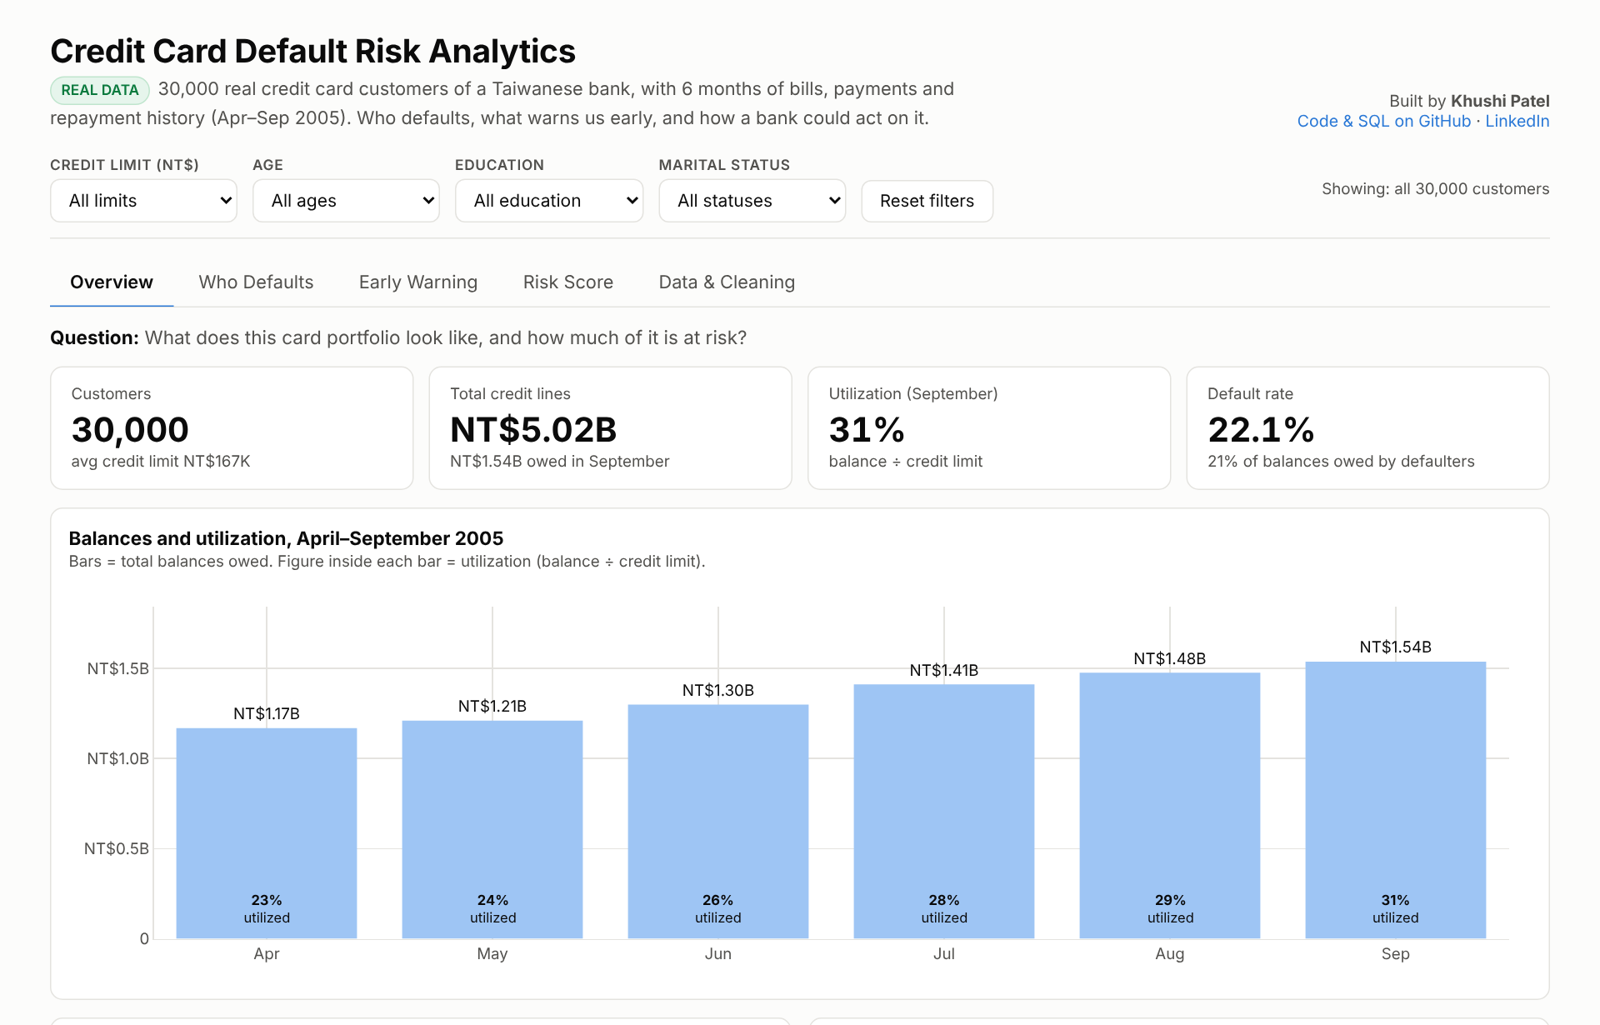 Credit Card Default Risk Analytics
REAL DATA 30,000 real credit card customers of a Taiwanese bank, with 6 months of bills, payments and
repayment history (Apr–Sep 2005). Who defaults, what warns us early, and how a bank could act on it.
Built by Khushi Patel
Code & SQL on GitHub · LinkedIn
CREDIT LIMIT (NT$) AGE EDUCATION MARITAL STATUS
All limits All ages All education All statuses Reset filters
Showing: all 30,000 customers
Overview Who Defaults Early Warning Risk Score Data & Cleaning
Question: What does this card portfolio look like, and how much of it is at risk?
Customers
30,000
avg credit limit NT$167K
Total credit lines
NT$5.02B
NT$1.54B owed in September
Utilization (September)
31%
balance ÷ credit limit
Default rate
22.1%
21% of balances owed by defaulters
Balances and utilization, April–September 2005
Bars = total balances owed. Figure inside each bar = utilization (balance ÷ credit limit).
NT$1.5B
NT$1.0B
NT$0.5B
0
NT$1.17B NT$1.21B NT$1.30B NT$1.41B NT$1.48B NT$1.54B
23% 24% 26% 28% 29% 31%
utilized utilized utilized utilized utilized utilized
Apr May Jun Jul Aug Sep